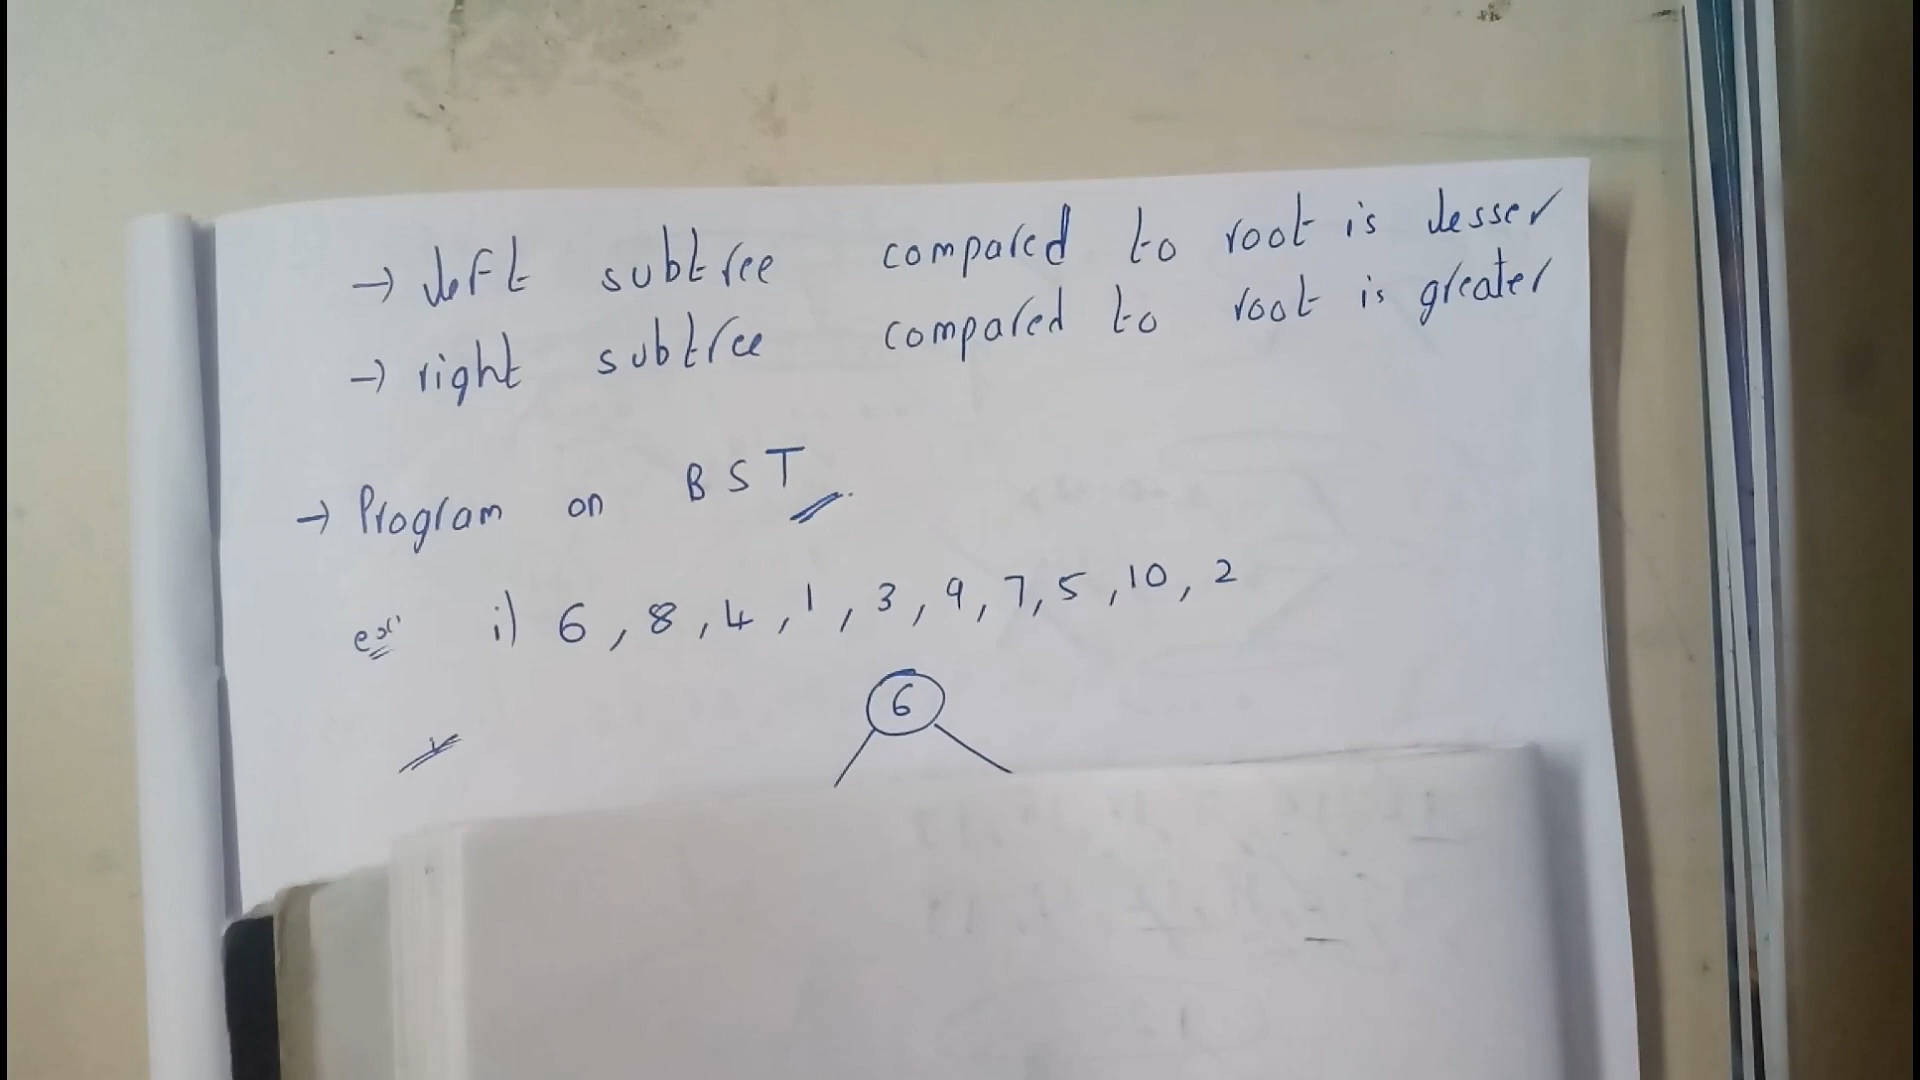 → left subtree compared to root is lesser
→ right subtree compared to root is greater
→ Program on BST
ex: i) 6, 8, 4, 1, 3, 9, 7, 5, 10, 2
6